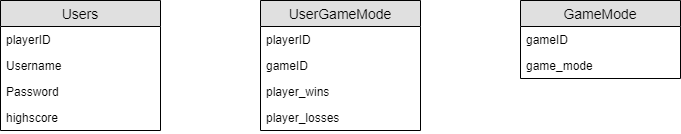 Users
playerID
Username
Password
highscore
UserGameMode
playerID
gameID
player_wins
player_losses
GameMode
gameID
game_mode